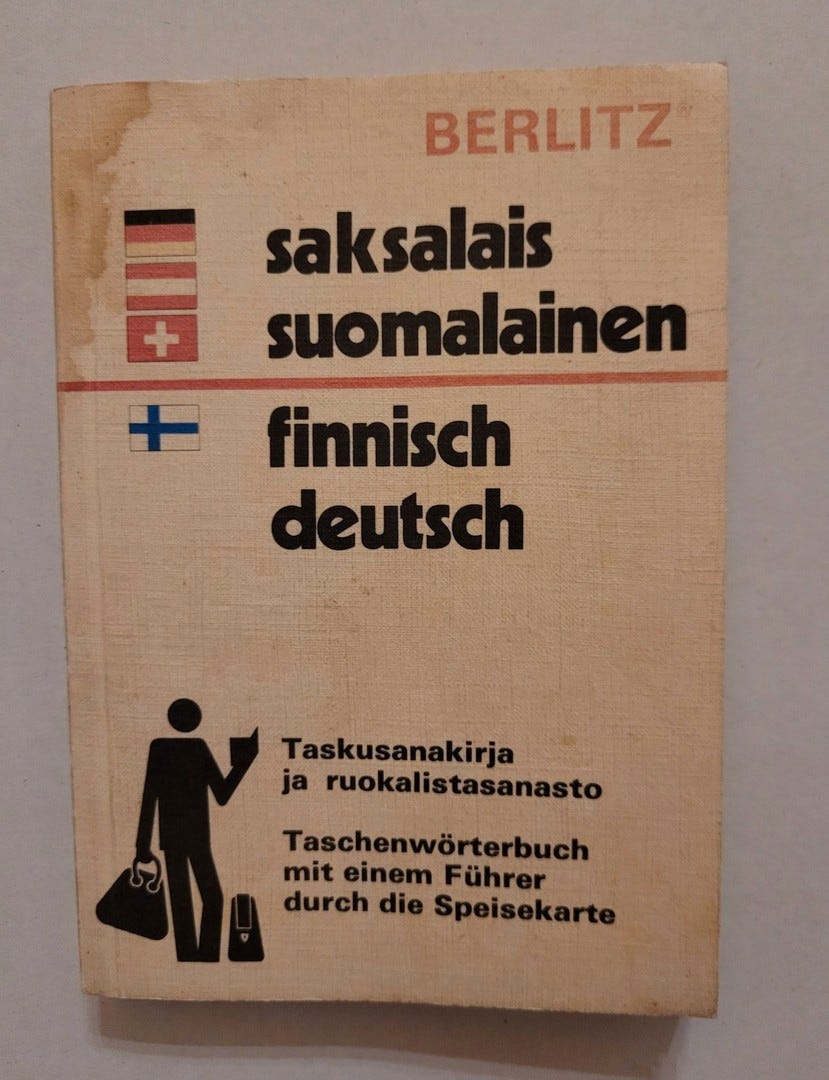 BERLITZ®
saksalais
suomalainen
finnisch
deutsch
Taskusanakirja
ja ruokalistasanasto
Taschenwörterbuch
mit einem Führer
durch die Speisekarte